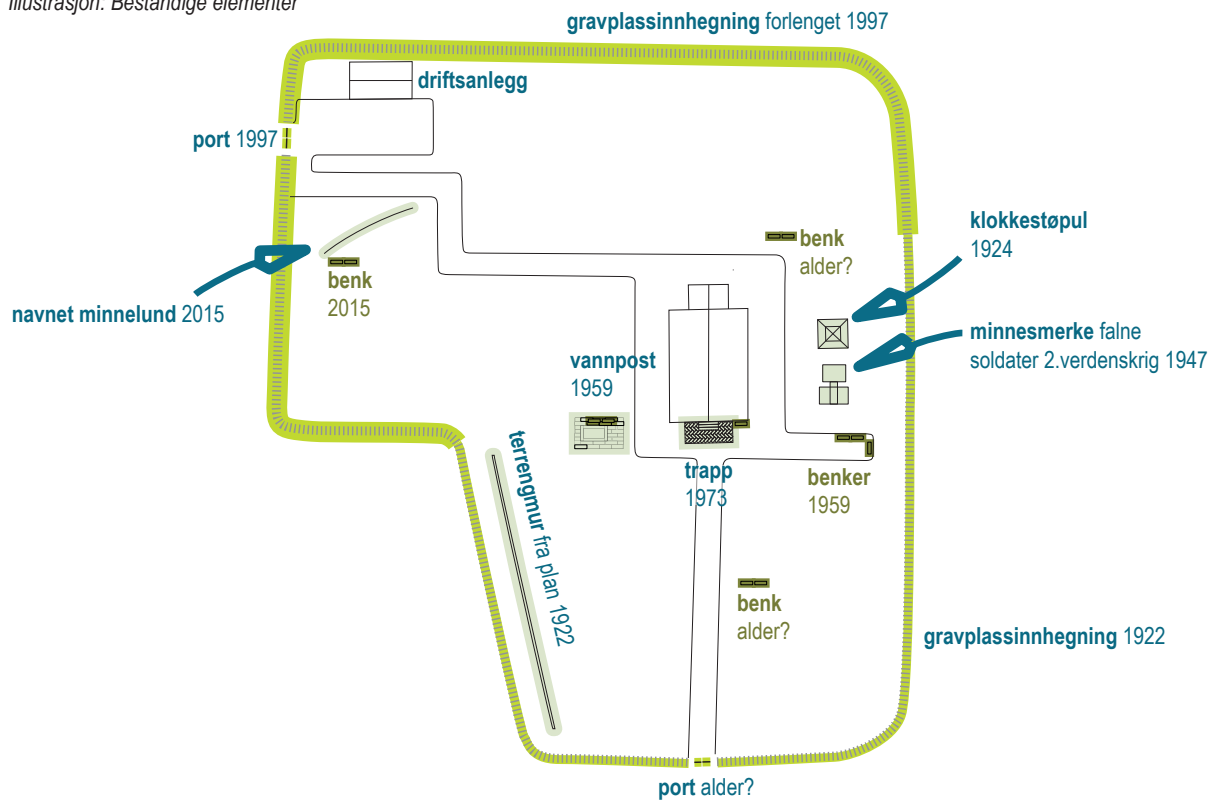 Illustrasjon: Bestandige elementer
gravplassinnhegning forlenget 1997
driftsanlegg
port 1997
klokkestøpul
1924
benk
alder?
benk
2015
navnet minnelund 2015
minnesmerke falne
soldater 2.verdenskrig 1947
vannpost
1959
terrengmur fra plan 1922
trapp
1973
benker
1959
benk
alder?
gravplassinnhegning 1922
port alder?